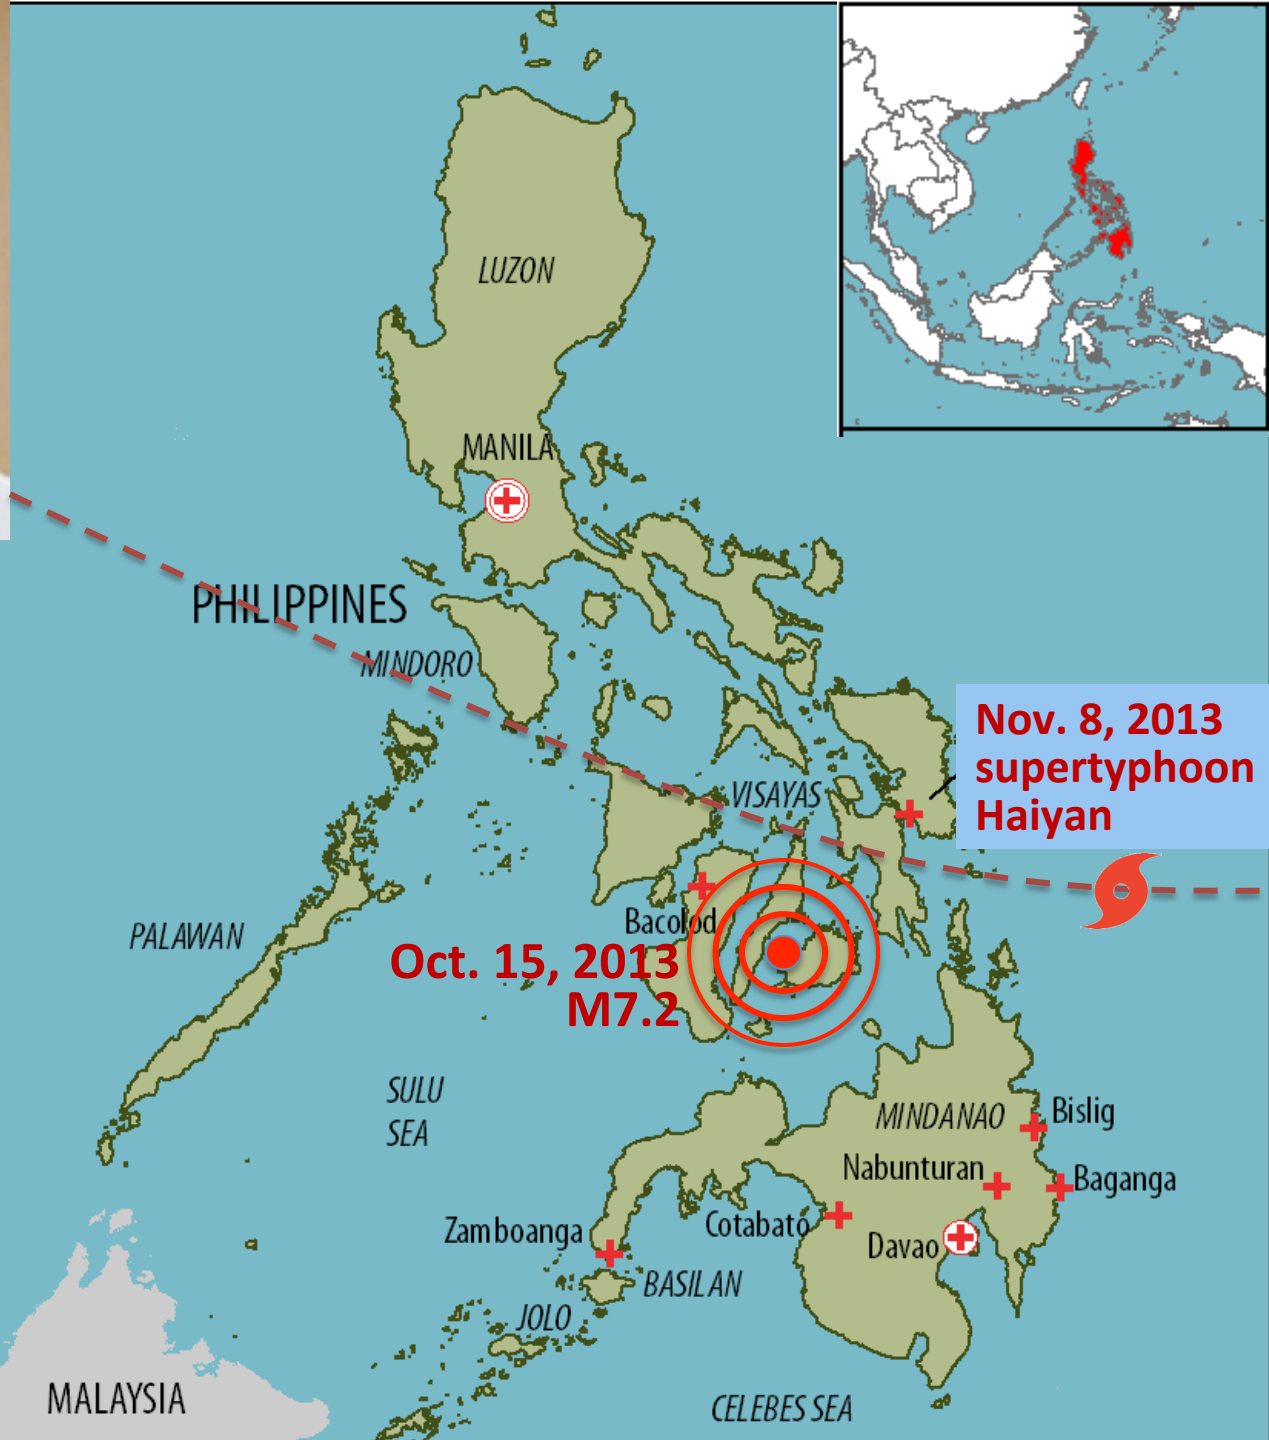 LUZON
MANILA
PHILIPPINES
MINDORO
Nov. 8, 2013
supertyphoon
Haiyan
VISAYAS
Bacolod
PALAWAN
Oct. 15, 2013
M7.2
SULU
SEA
MINDANAO
Bislig
Nabunturan
Baganga
Zamboanga
Cotabato
Davao
BASILAN
JOLO
MALAYSIA
CELEBES SEA